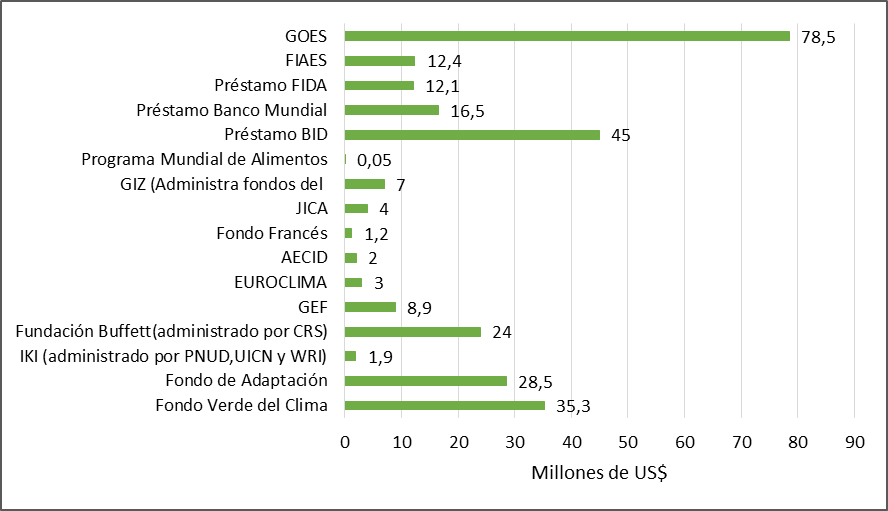 GOES 78,5
FIAES 12,4
Préstamo FIDA 12,1
Préstamo Banco Mundial 16,5
Préstamo BID 45
Programa Mundial de Alimentos 0,05
GIZ (Administra fondos del 7
JICA 4
Fondo Francés 1,2
AECID 2
EUROCLIMA 3
GEF 8,9
Fundación Buffett(administrado por CRS) 24
IKI (administrado por PNUD,UICN y WRI) 1,9
Fondo de Adaptación 28,5
Fondo Verde del Clima 35,3
0 10 20 30 40 50 60 70 80 90
Millones de US$